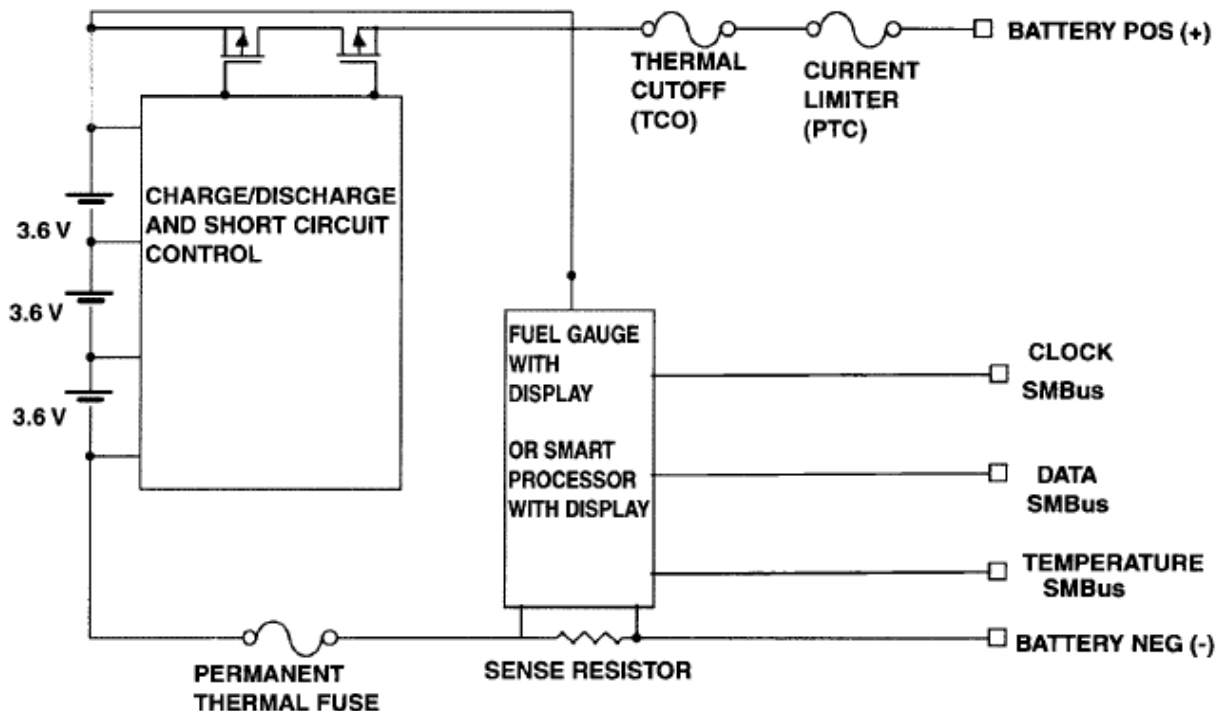 BATTERY POS (+)
THERMAL
CUTOFF
(TCO)
CURRENT
LIMITER
(PTC)
CHARGE/DISCHARGE
AND SHORT CIRCUIT
CONTROL
3.6 V
3.6 V
3.6 V
FUEL GAUGE
WITH
DISPLAY
OR SMART
PROCESSOR
WITH DISPLAY
CLOCK
SMBus
DATA
SMBus
TEMPERATURE
SMBus
BATTERY NEG (-)
SENSE RESISTOR
PERMANENT
THERMAL FUSE